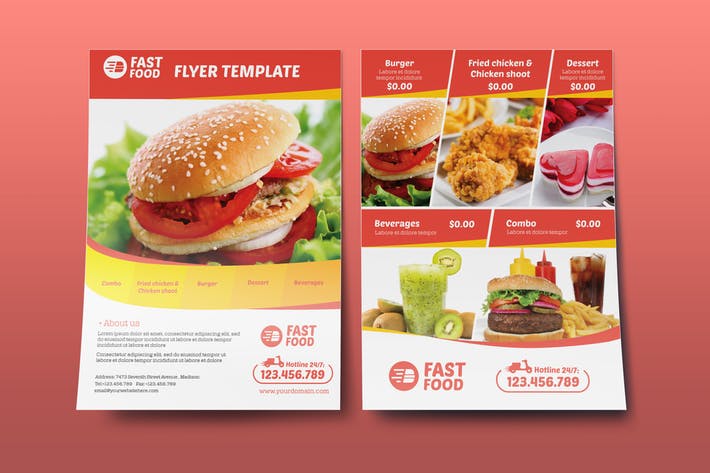 FAST
FOOD
FLYER TEMPLATE
Combo
Fried chicken &
Chicken shoot
Burger
Dessert
Beverages
- About us
Lorem ipsum dolor sit amet, consectetur adipiscing elit,
sed do eiusmod tempor incididunt ut labore
et dolore
Consectetur adipiscing elit, sed do eiusmod
tempor incididunt ut labore et dolore
Address: 7473 Seventh Street Avenue, Madison
Tel:+123.456.789 Fax:+123.456.789
email@yourwebsitehere.com
FAST
FOOD
Hotline 24/7:
123.456.789
www.yourdomain.com
Burger
Labore et dolore
tempor incididunt
$0.00
Fried chicken &
Chicken shoot
$0.00
Dessert
Labore et dolore
tempor incididunt
$0.00
Beverages
$0.00
Labore et dolore tempor
Combo
$0.00
Labore et dolore tempor
FAST
FOOD
Hotline 24/7:
123.456.789